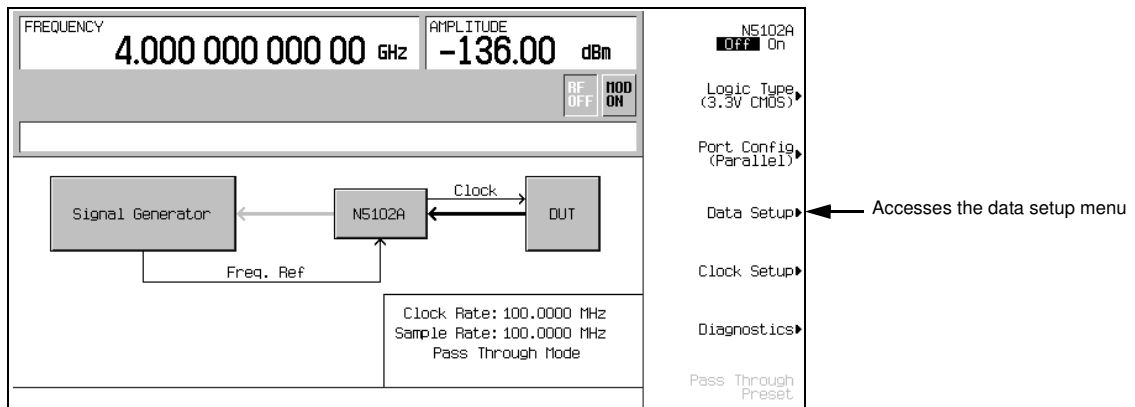 FREQUENCY
4.000 000 000 00 GHz
AMPLITUDE
-136.00 dBm
RF
OFF
MOD
ON
Signal Generator
N5102A
Clock
DUT
Freq. Ref
Clock Rate: 100.0000 MHz
Sample Rate: 100.0000 MHz
Pass Through Mode
N5102A
Off On
Logic Type
(3.3V CMOS)
Port Config
(Parallel)
Data Setup
Clock Setup
Diagnostics
Pass Through
Preset
Accesses the data setup menu